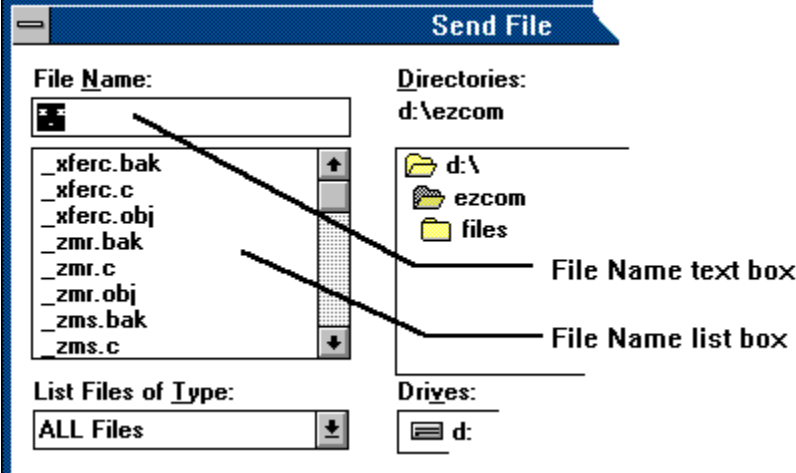 Send File
File Name:
*.*
_xferc.bak
_xferc.c
_xferc.obj
_zmr.bak
_zmr.c
_zmr.obj
_zms.bak
_zms.c
List Files of Type:
ALL Files
Directories:
d:\ezcom
d:\
ezcom
files
Drives:
d:
File Name text box
File Name list box